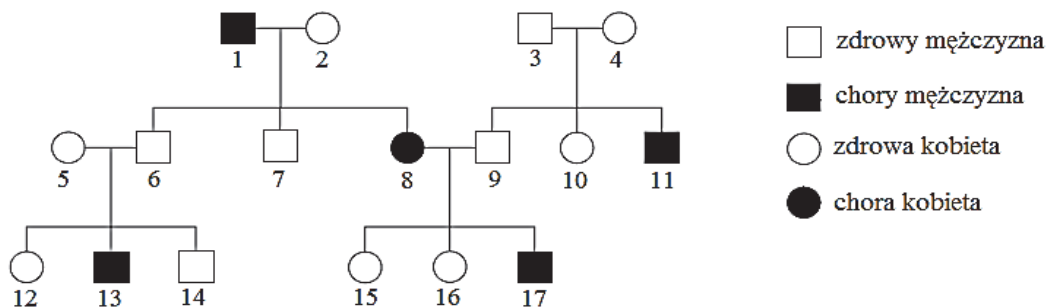 1 2 3 4
zdrowy mężczyzna
chory mężczyzna
5 6 7 8 9 10 11
zdrowa kobieta
chora kobieta
12 13 14 15 16 17